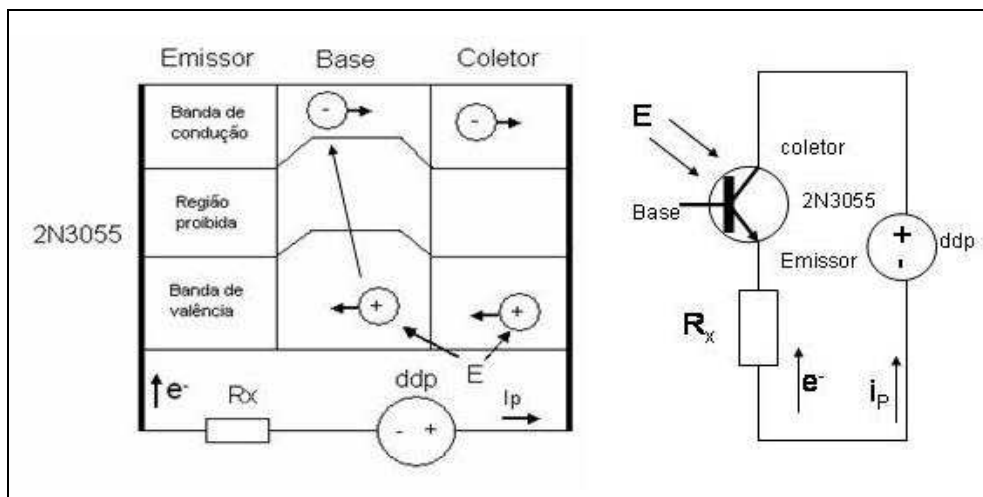 Emissor Base Coletor
Banda de
condução
-
-
Região
proibida
2N3055
Banda de
valência
+
+
E
e-
Rx
ddp
- +
Ip
E
coletor
Base
2N3055
Emissor
+
-
ddp
Rx
e-
iP